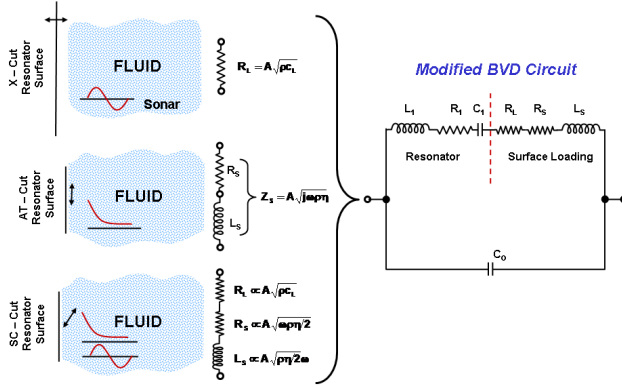 X – Cut
Resonator
Surface
FLUID
Sonar
R_L = A√ρc_L
AT – Cut
Resonator
Surface
FLUID
R_S
L_S
Z_S = A√jωρη
SC – Cut
Resonator
Surface
FLUID
R_L ∝ A√ρc_L
R_S ∝ A√ωρη/2
L_S ∝ A√ρη/2ω
Modified BVD Circuit
L_1 R_1 C_1 R_L R_S L_S
Resonator Surface Loading
C_o